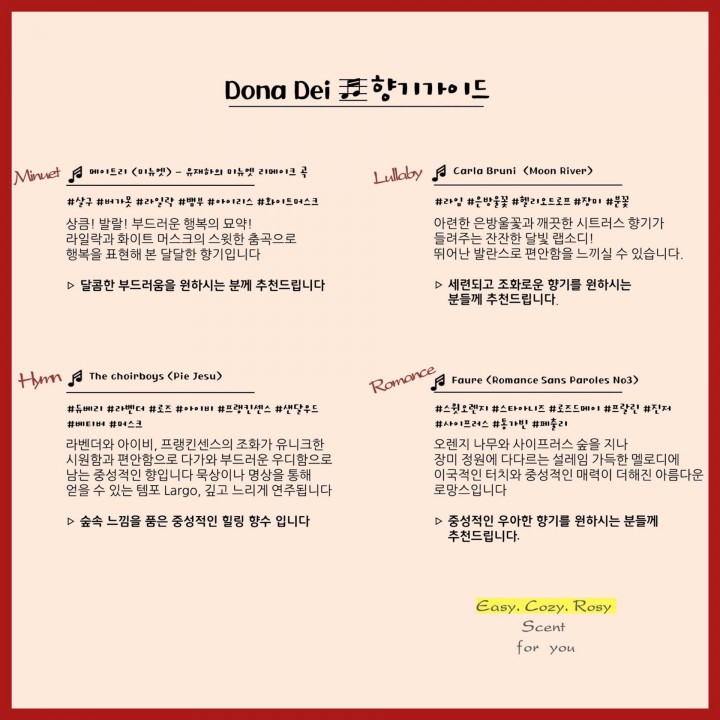 Dona Dei 향기가이드
Minuet
메이트리 (미뉴엣) - 유재하의 미뉴엣 리메이크 곡
#살구 #버가못 #라일락 #뱀부 #아이리스 #화이트머스크
상큼! 발랄! 부드러운 행복의 묘약!
라일락과 화이트 머스크의 스윗한 춤곡으로
행복을 표현해 본 달달한 향기입니다
▷ 달콤한 부드러움을 원하시는 분께 추천드립니다
Lullaby
Carla Bruni (Moon River)
#라임 #은방울꽃 #헬리오트로프 #장미 #풀꽃
아련한 은방울꽃과 깨끗한 시트러스 향기가
들려주는 잔잔한 달빛 랩소디!
뛰어난 발란스로 편안함을 느끼실 수 있습니다.
▷ 세련되고 조화로운 향기를 원하시는
분들께 추천드립니다.
Hymn
The choirboys (Pie Jesu)
#듀베리 #라벤더 #로즈 #아이비 #프랭킨센스 #샌달우드
#베티버 #머스크
라벤더와 아이비, 프랭킨센스의 조화가 유니크한
시원함과 편안함으로 다가와 부드러운 우디함으로
남는 중성적인 향입니다 묵상이나 명상을 통해
얻을 수 있는 템포 Largo, 깊고 느리게 연주됩니다
▷ 숲속 느낌을 품은 중성적인 힐링 향수 입니다
Romance
Faure (Romance Sans Paroles No3)
#스윗오렌지 #스타아니즈 #로즈드메이 #프랄린 #진저
#사이프러스 #통가빈 #페츌리
오렌지 나무와 사이프러스 숲을 지나
장미 정원에 다다르는 설레임 가득한 멜로디에
이국적인 터치와 중성적인 매력이 더해진 아름다운
로망스입니다
▷ 중성적인 우아한 향기를 원하시는 분들께
추천드립니다.
Easy. Cozy. Rosy
Scent
for you